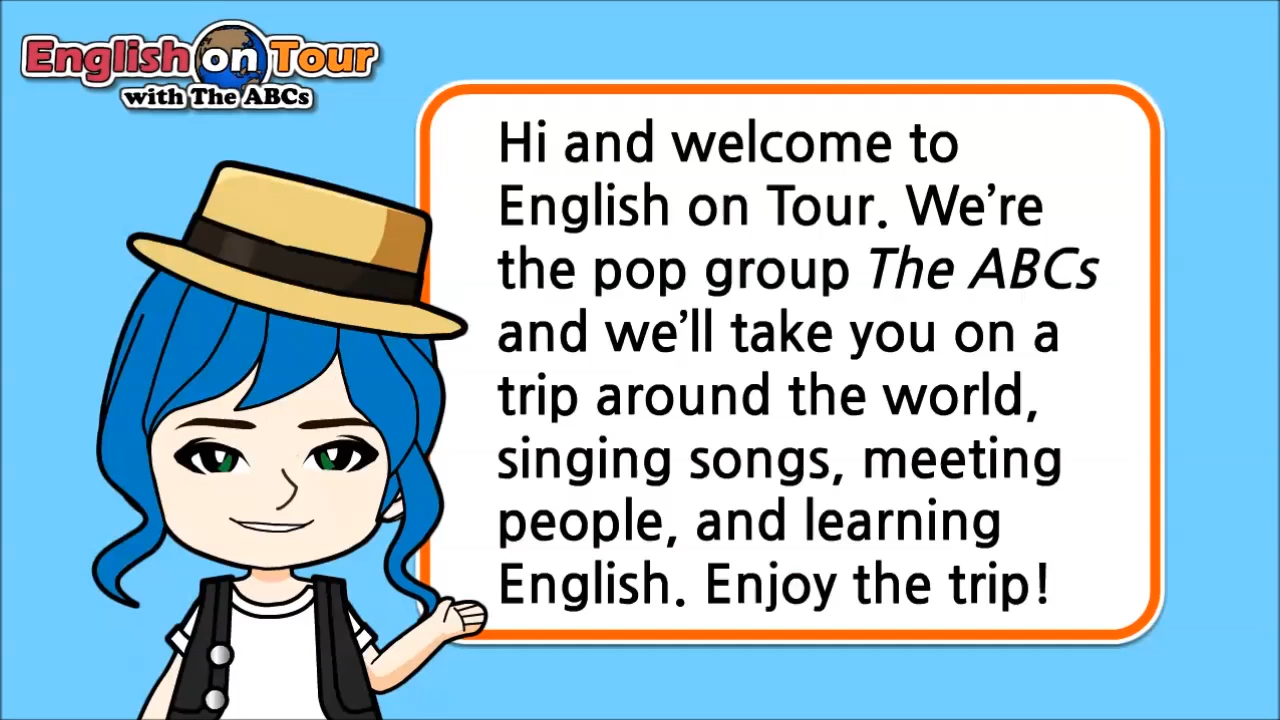 English on Tour
with The ABCs
Hi and welcome to
English on Tour. We’re
the pop group The ABCs
and we’ll take you on a
trip around the world,
singing songs, meeting
people, and learning
English. Enjoy the trip!